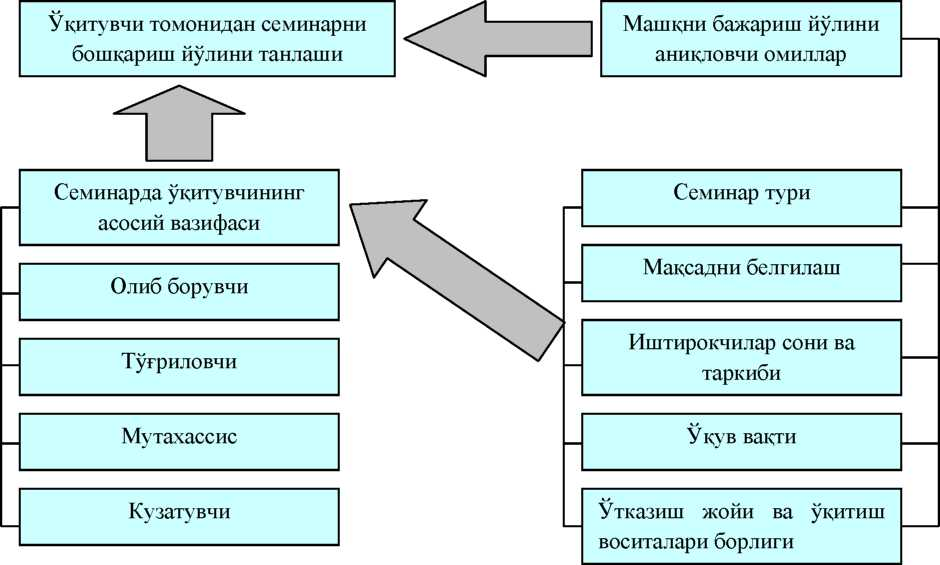 Ўқитувчи томонидан семинарни
бошқариш йўлини танлаши
Машқни бажариш йўлини
аниқловчи омиллар
Семинарда ўқитувчининг
асосий вазифаси
Олиб борувчи
Тўғриловчи
Мутахассис
Кузатувчи
Семинар тури
Мақсадни белгилаш
Иштирокчилар сони ва
таркиби
Ўқув вақти
Ўтказиш жойи ва ўқитиш
воситалари борлиги